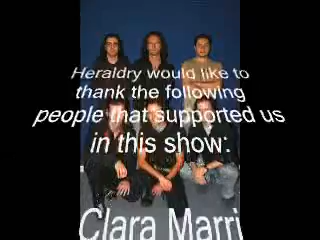 Heraldry would like to
thank the following
people that supported us
in this show:
Clara Marri